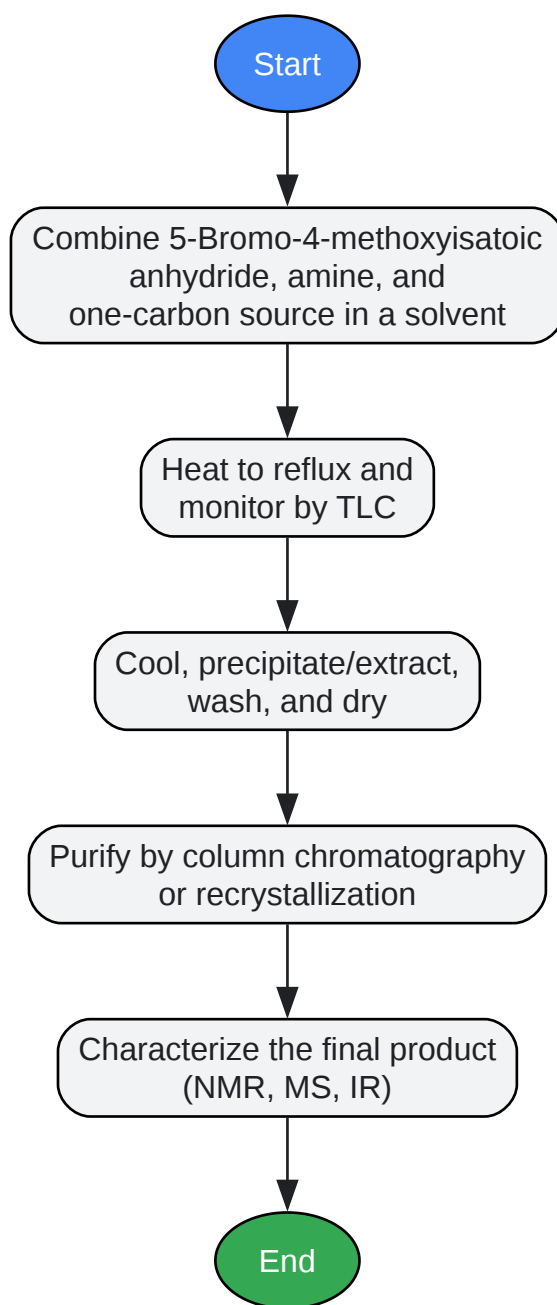 Start
Combine 5-Bromo-4-methoxyisatoic
anhydride, amine, and
one-carbon source in a solvent
Heat to reflux and
monitor by TLC
Cool, precipitate/extract,
wash, and dry
Purify by column chromatography
or recrystallization
Characterize the final product
(NMR, MS, IR)
End